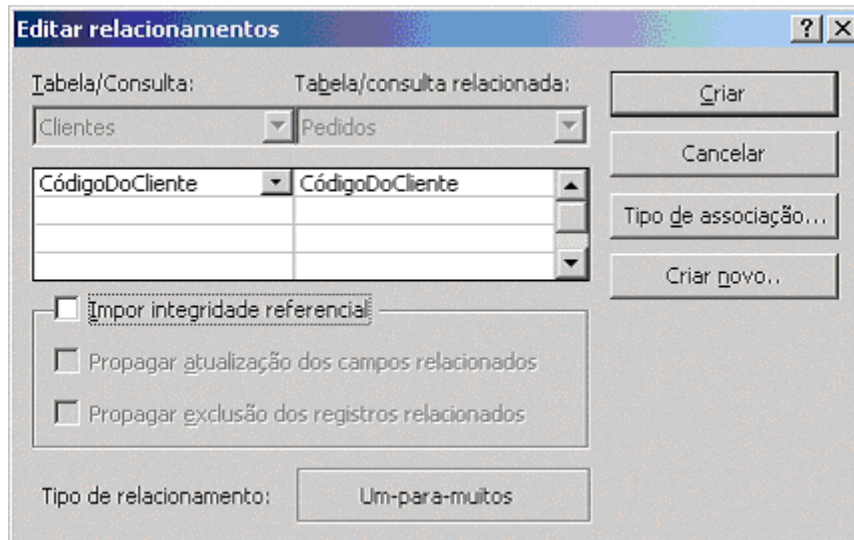 Editar relacionamentos
Tabela/Consulta: Tabela/consulta relacionada:
Clientes Pedidos
CódigoDoCliente CódigoDoCliente
Criar
Cancelar
Tipo de associação...
Criar novo..
Impor integridade referencial
Propagar atualização dos campos relacionados
Propagar exclusão dos registros relacionados
Tipo de relacionamento: Um-para-muitos